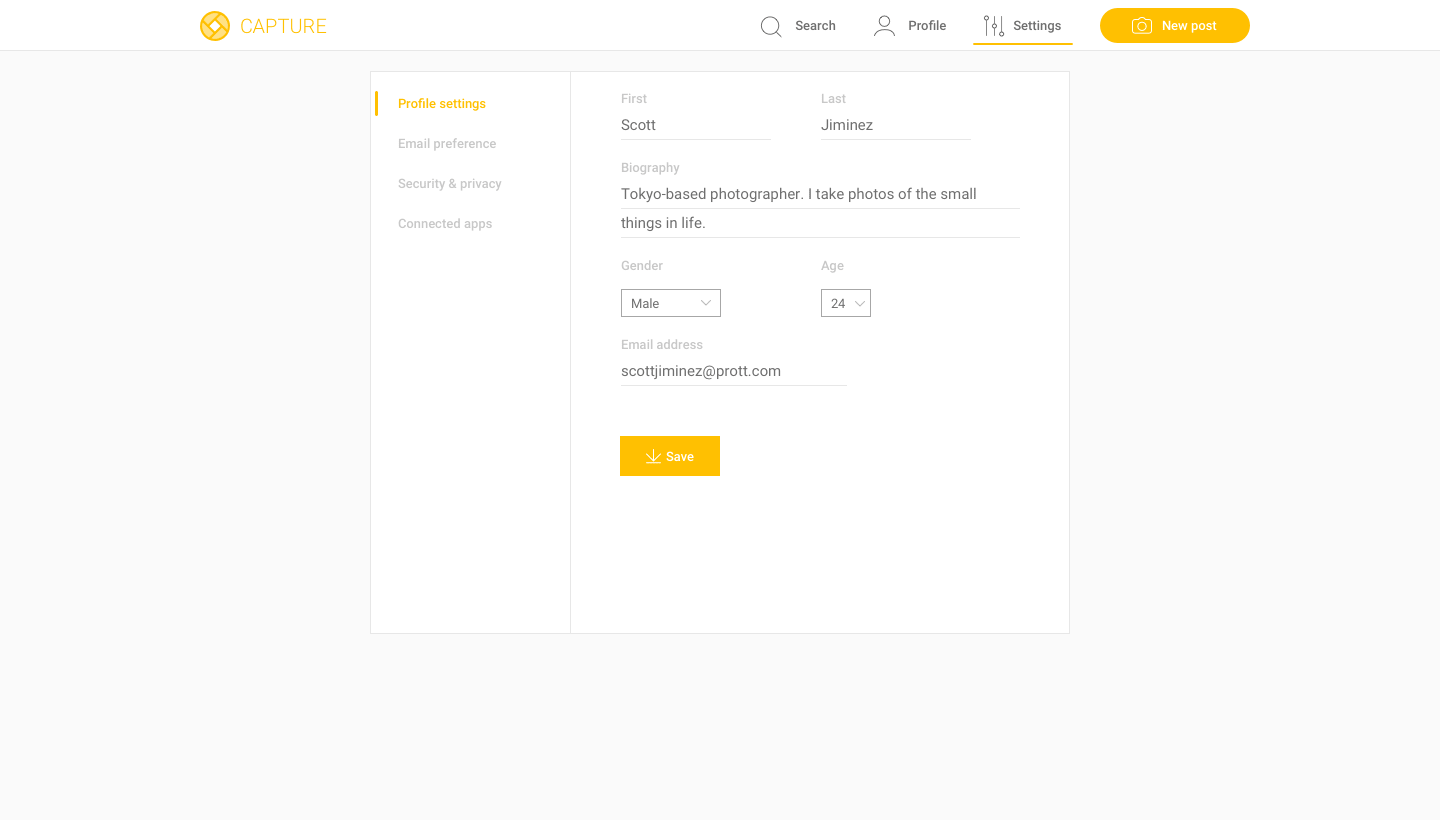 CAPTURE
Search
Profile
Settings
New post
Profile settings
Email preference
Security & privacy
Connected apps
First
Last
Scott
Jiminez
Biography
Tokyo-based photographer. I take photos of the small
things in life.
Gender
Age
Male
24
Email address
scottjiminez@prott.com
Save